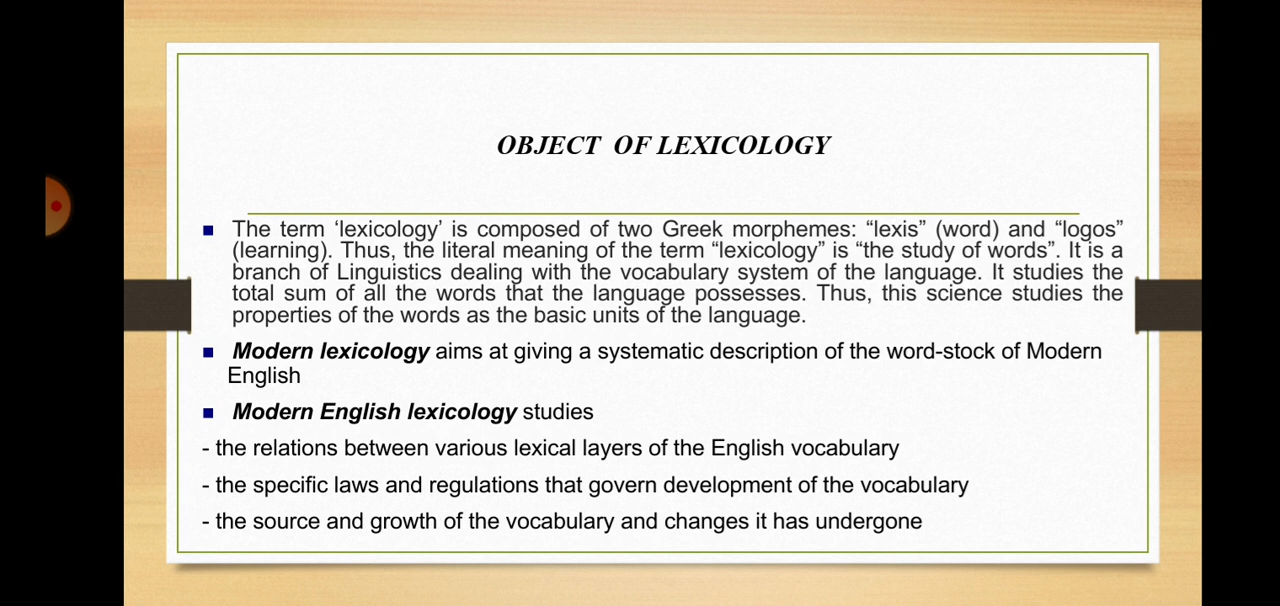 OBJECT OF LEXICOLOGY
The term ‘lexicology’ is composed of two Greek morphemes: “lexis” (word) and “logos”
(learning). Thus, the literal meaning of the term “lexicology” is “the study of words”. It is a
branch of Linguistics dealing with the vocabulary system of the language. It studies the
total sum of all the words that the language possesses. Thus, this science studies the
properties of the words as the basic units of the language.
Modern lexicology aims at giving a systematic description of the word-stock of Modern
English
Modern English lexicology studies
- the relations between various lexical layers of the English vocabulary
- the specific laws and regulations that govern development of the vocabulary
- the source and growth of the vocabulary and changes it has undergone